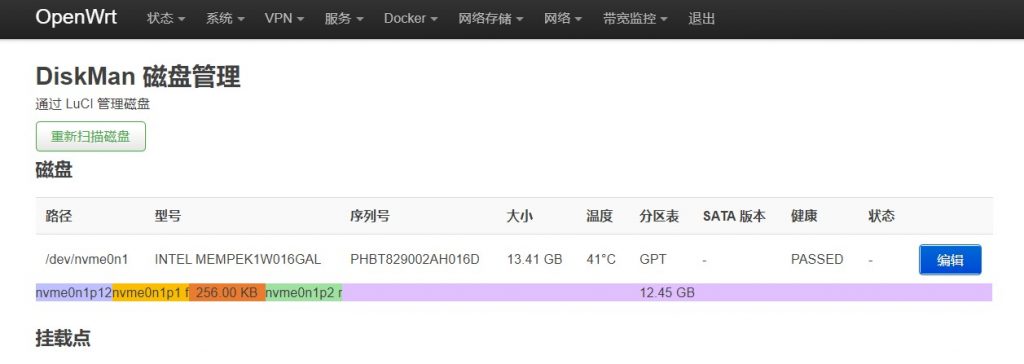 OpenWrt 状态 系统 VPN 服务 Docker 网络存储 网络 带宽监控 退出
DiskMan 磁盘管理
通过 LuCI 管理磁盘
重新扫描磁盘
磁盘
路径 型号 序列号 大小 温度 分区表 SATA 版本 健康 状态
/dev/nvme0n1 INTEL MEMPEK1W016GAL PHBT829002AH016D 13.41 GB 41°C GPT - PASSED - 编辑
nvme0n1p12 nvme0n1p1 f 256.00 KB nvme0n1p2 r 12.45 GB
挂载点